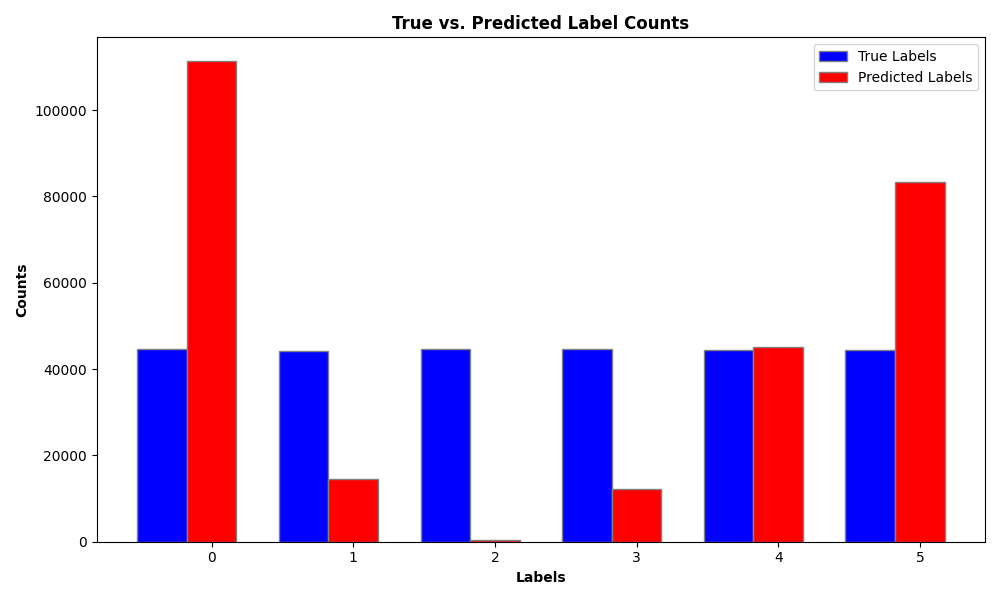 True vs. Predicted Label Counts
True Labels
Predicted Labels
100000
80000
60000
40000
20000
0
Counts
0 1 2 3 4 5
Labels